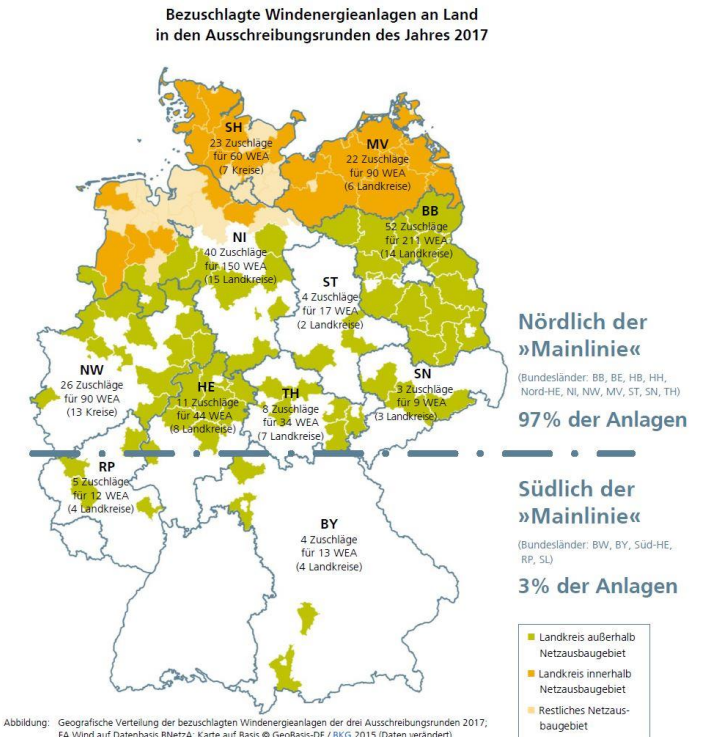 Bezuschlagte Windenergieanlagen an Land
in den Ausschreibungsrunden des Jahres 2017
SH
23 Zuschläge
für 60 WEA
(7 Kreise)
MV
22 Zuschläge
für 90 WEA
(6 Landkreise)
BB
52 Zuschläge
für 211 WEA
(14 Landkreise)
NI
40 Zuschläge
für 150 WEA
(15 Landkreise)
ST
4 Zuschläge
für 17 WEA
(2 Landkreise)
NW
26 Zuschläge
für 90 WEA
(13 Kreise)
HE
11 Zuschläge
für 44 WEA
(8 Landkreise)
TH
8 Zuschläge
für 34 WEA
(7 Landkreise)
SN
3 Zuschläge
für 9 WEA
(3 Landkreise)
RP
5 Zuschläge
für 12 WEA
(4 Landkreise)
BY
4 Zuschläge
für 13 WEA
(4 Landkreise)
Nördlich der
»Mainlinie«
(Bundesländer: BB, BE, HB, HH,
Nord-HE, NI, NW, MV, ST, SN, TH)
97% der Anlagen
Südlich der
»Mainlinie«
(Bundesländer: BW, BY, Süd-HE,
RP, SL)
3% der Anlagen
Landkreis außerhalb
Netzausbaugebiet
Landkreis innerhalb
Netzausbaugebiet
Restliches Netzaus-
baugebiet
Abbildung: Geografische Verteilung der bezuschlagten Windenergieanlagen der drei Ausschreibungsrunden 2017;
FA Wind auf Datenbasis BNetzA; Karte auf Basis © GeoBasis-DE / BKG 2015 (Daten verändert)